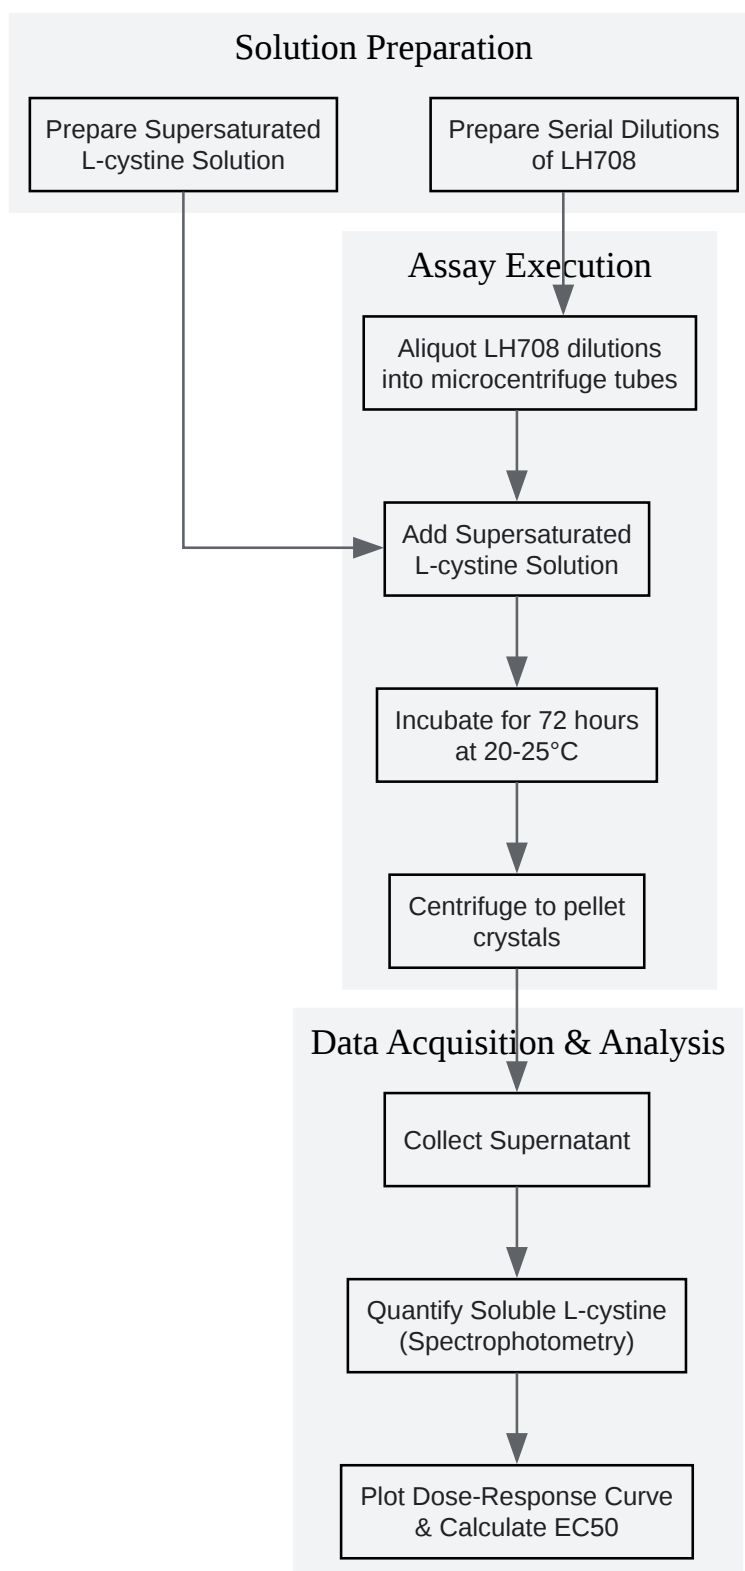 Solution Preparation
Prepare Supersaturated
L-cystine Solution
Prepare Serial Dilutions
of LH708
Assay Execution
Aliquot LH708 dilutions
into microcentrifuge tubes
Add Supersaturated
L-cystine Solution
Incubate for 72 hours
at 20-25°C
Centrifuge to pellet
crystals
Data Acquisition & Analysis
Collect Supernatant
Quantify Soluble L-cystine
(Spectrophotometry)
Plot Dose-Response Curve
& Calculate EC50